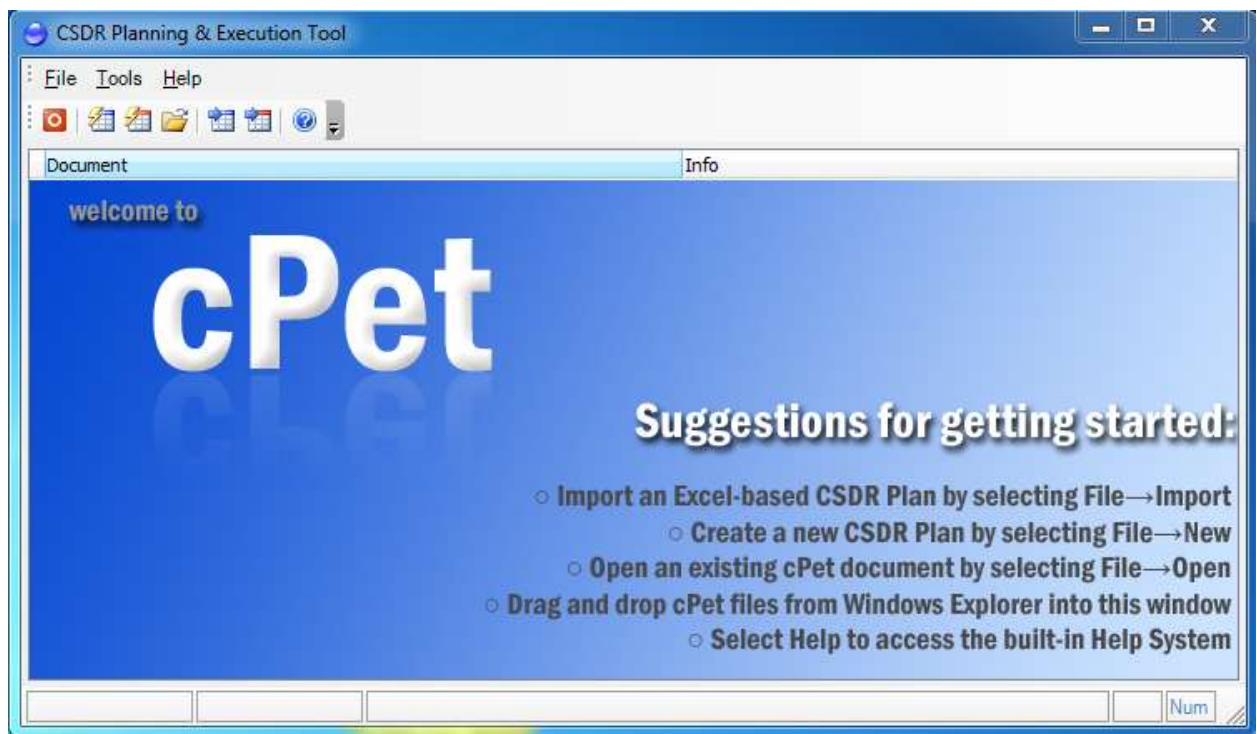 CSDR Planning & Execution Tool
File Tools Help
Document Info
welcome to
cPet
Suggestions for getting started:
○ Import an Excel-based CSDR Plan by selecting File→Import
○ Create a new CSDR Plan by selecting File→New
○ Open an existing cPet document by selecting File→Open
○ Drag and drop cPet files from Windows Explorer into this window
○ Select Help to access the built-in Help System
Num